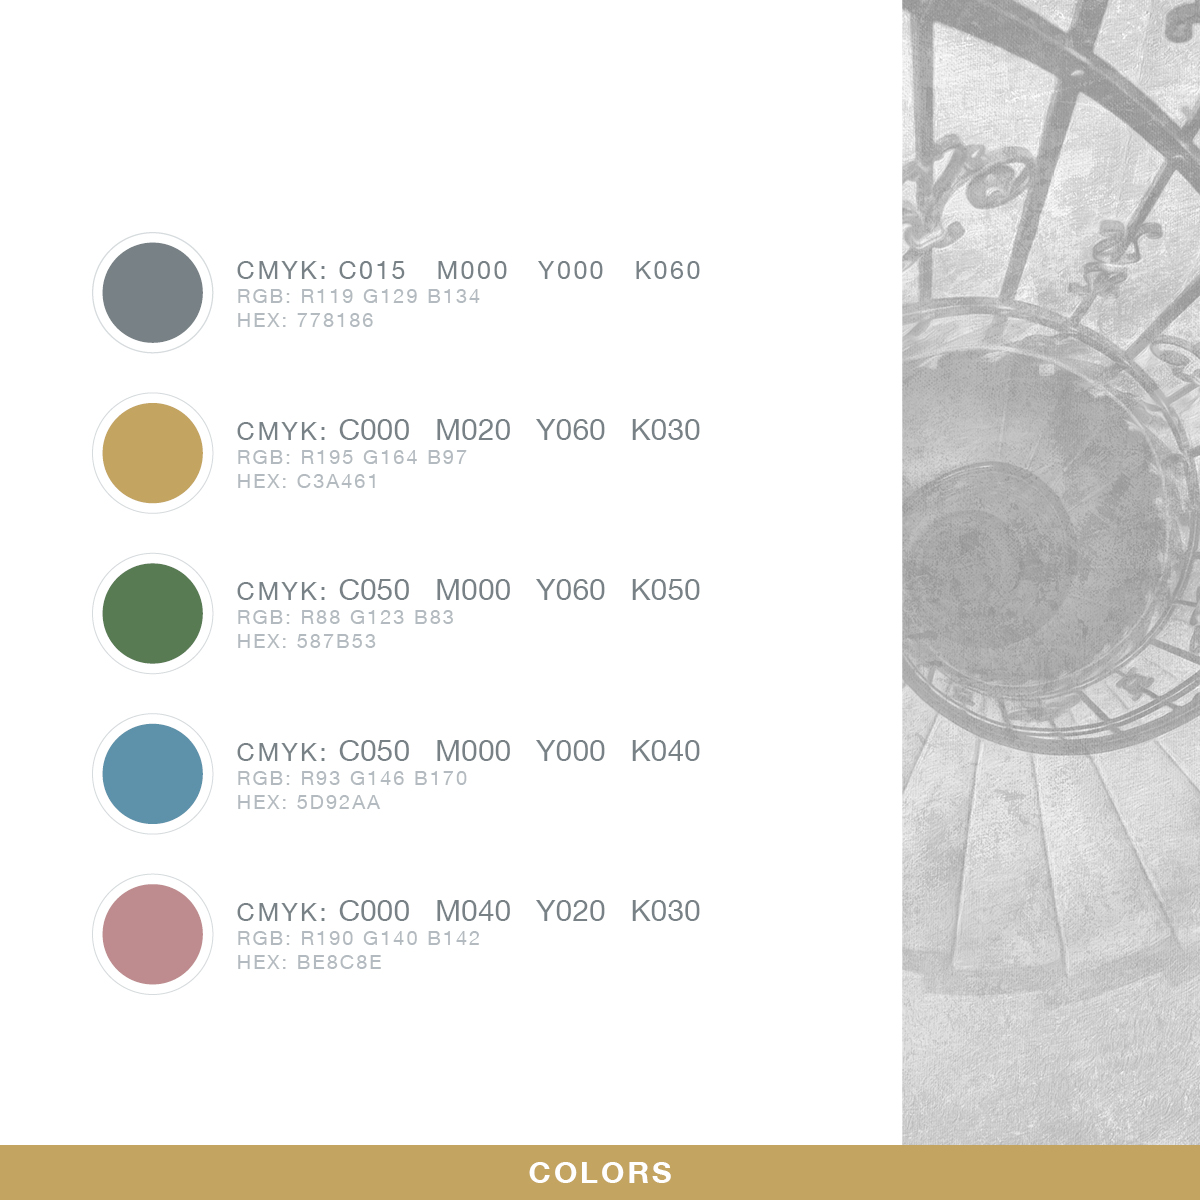 CMYK: C015 M000 Y000 K060
RGB: R119 G129 B134
HEX: 778186
CMYK: C000 M020 Y060 K030
RGB: R195 G164 B97
HEX: C3A461
CMYK: C050 M000 Y060 K050
RGB: R88 G123 B83
HEX: 587B53
CMYK: C050 M000 Y000 K040
RGB: R93 G146 B170
HEX: 5D92AA
CMYK: C000 M040 Y020 K030
RGB: R190 G140 B142
HEX: BE8C8E
COLORS